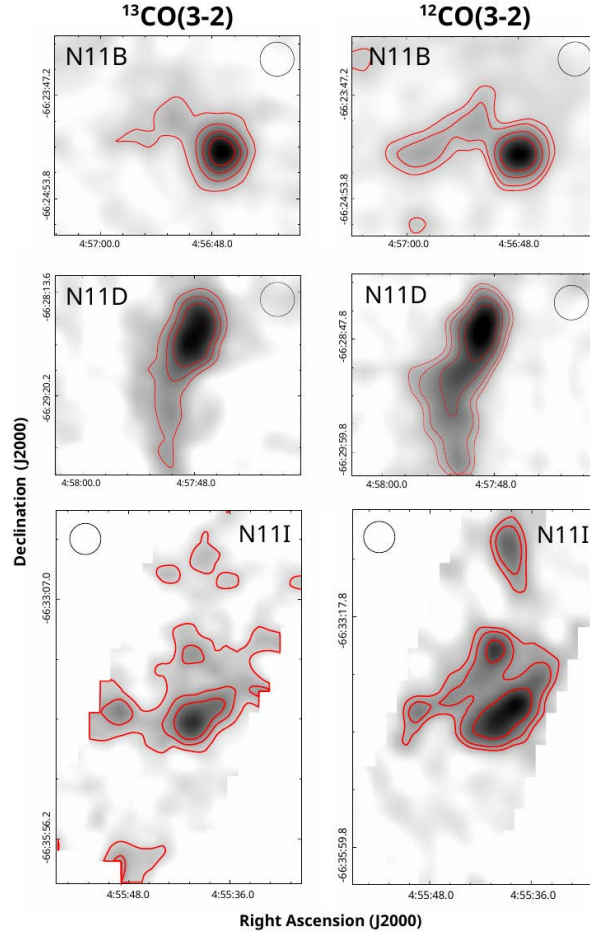 ¹³CO(3-2) ¹²CO(3-2)
N11B N11B
-66:23:47.2 -66:23:47.2
-66:24:53.8 -66:24:53.8
4:57:00.0 4:56:48.0 4:57:00.0 4:56:48.0
N11D N11D
-66:28:13.6 -66:28:47.8
-66:29:20.2 -66:29:59.8
4:58:00.0 4:57:48.0 4:58:00.0 4:57:48.0
Declination (J2000)
N11I N11I
-66:33:07.0 -66:33:17.8
-66:35:56.2 -66:35:59.8
4:55:48.0 4:55:36.0 4:55:48.0 4:55:36.0
Right Ascension (J2000)